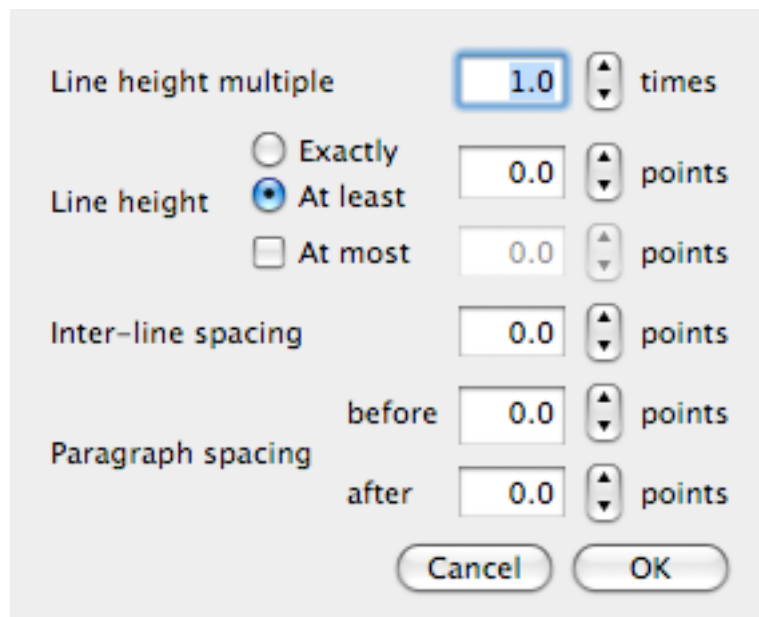 Line height multiple 1.0 times
Exactly
0.0 points
Line height
At least
At most 0.0 points
Inter-line spacing 0.0 points
before 0.0 points
Paragraph spacing
after 0.0 points
Cancel OK